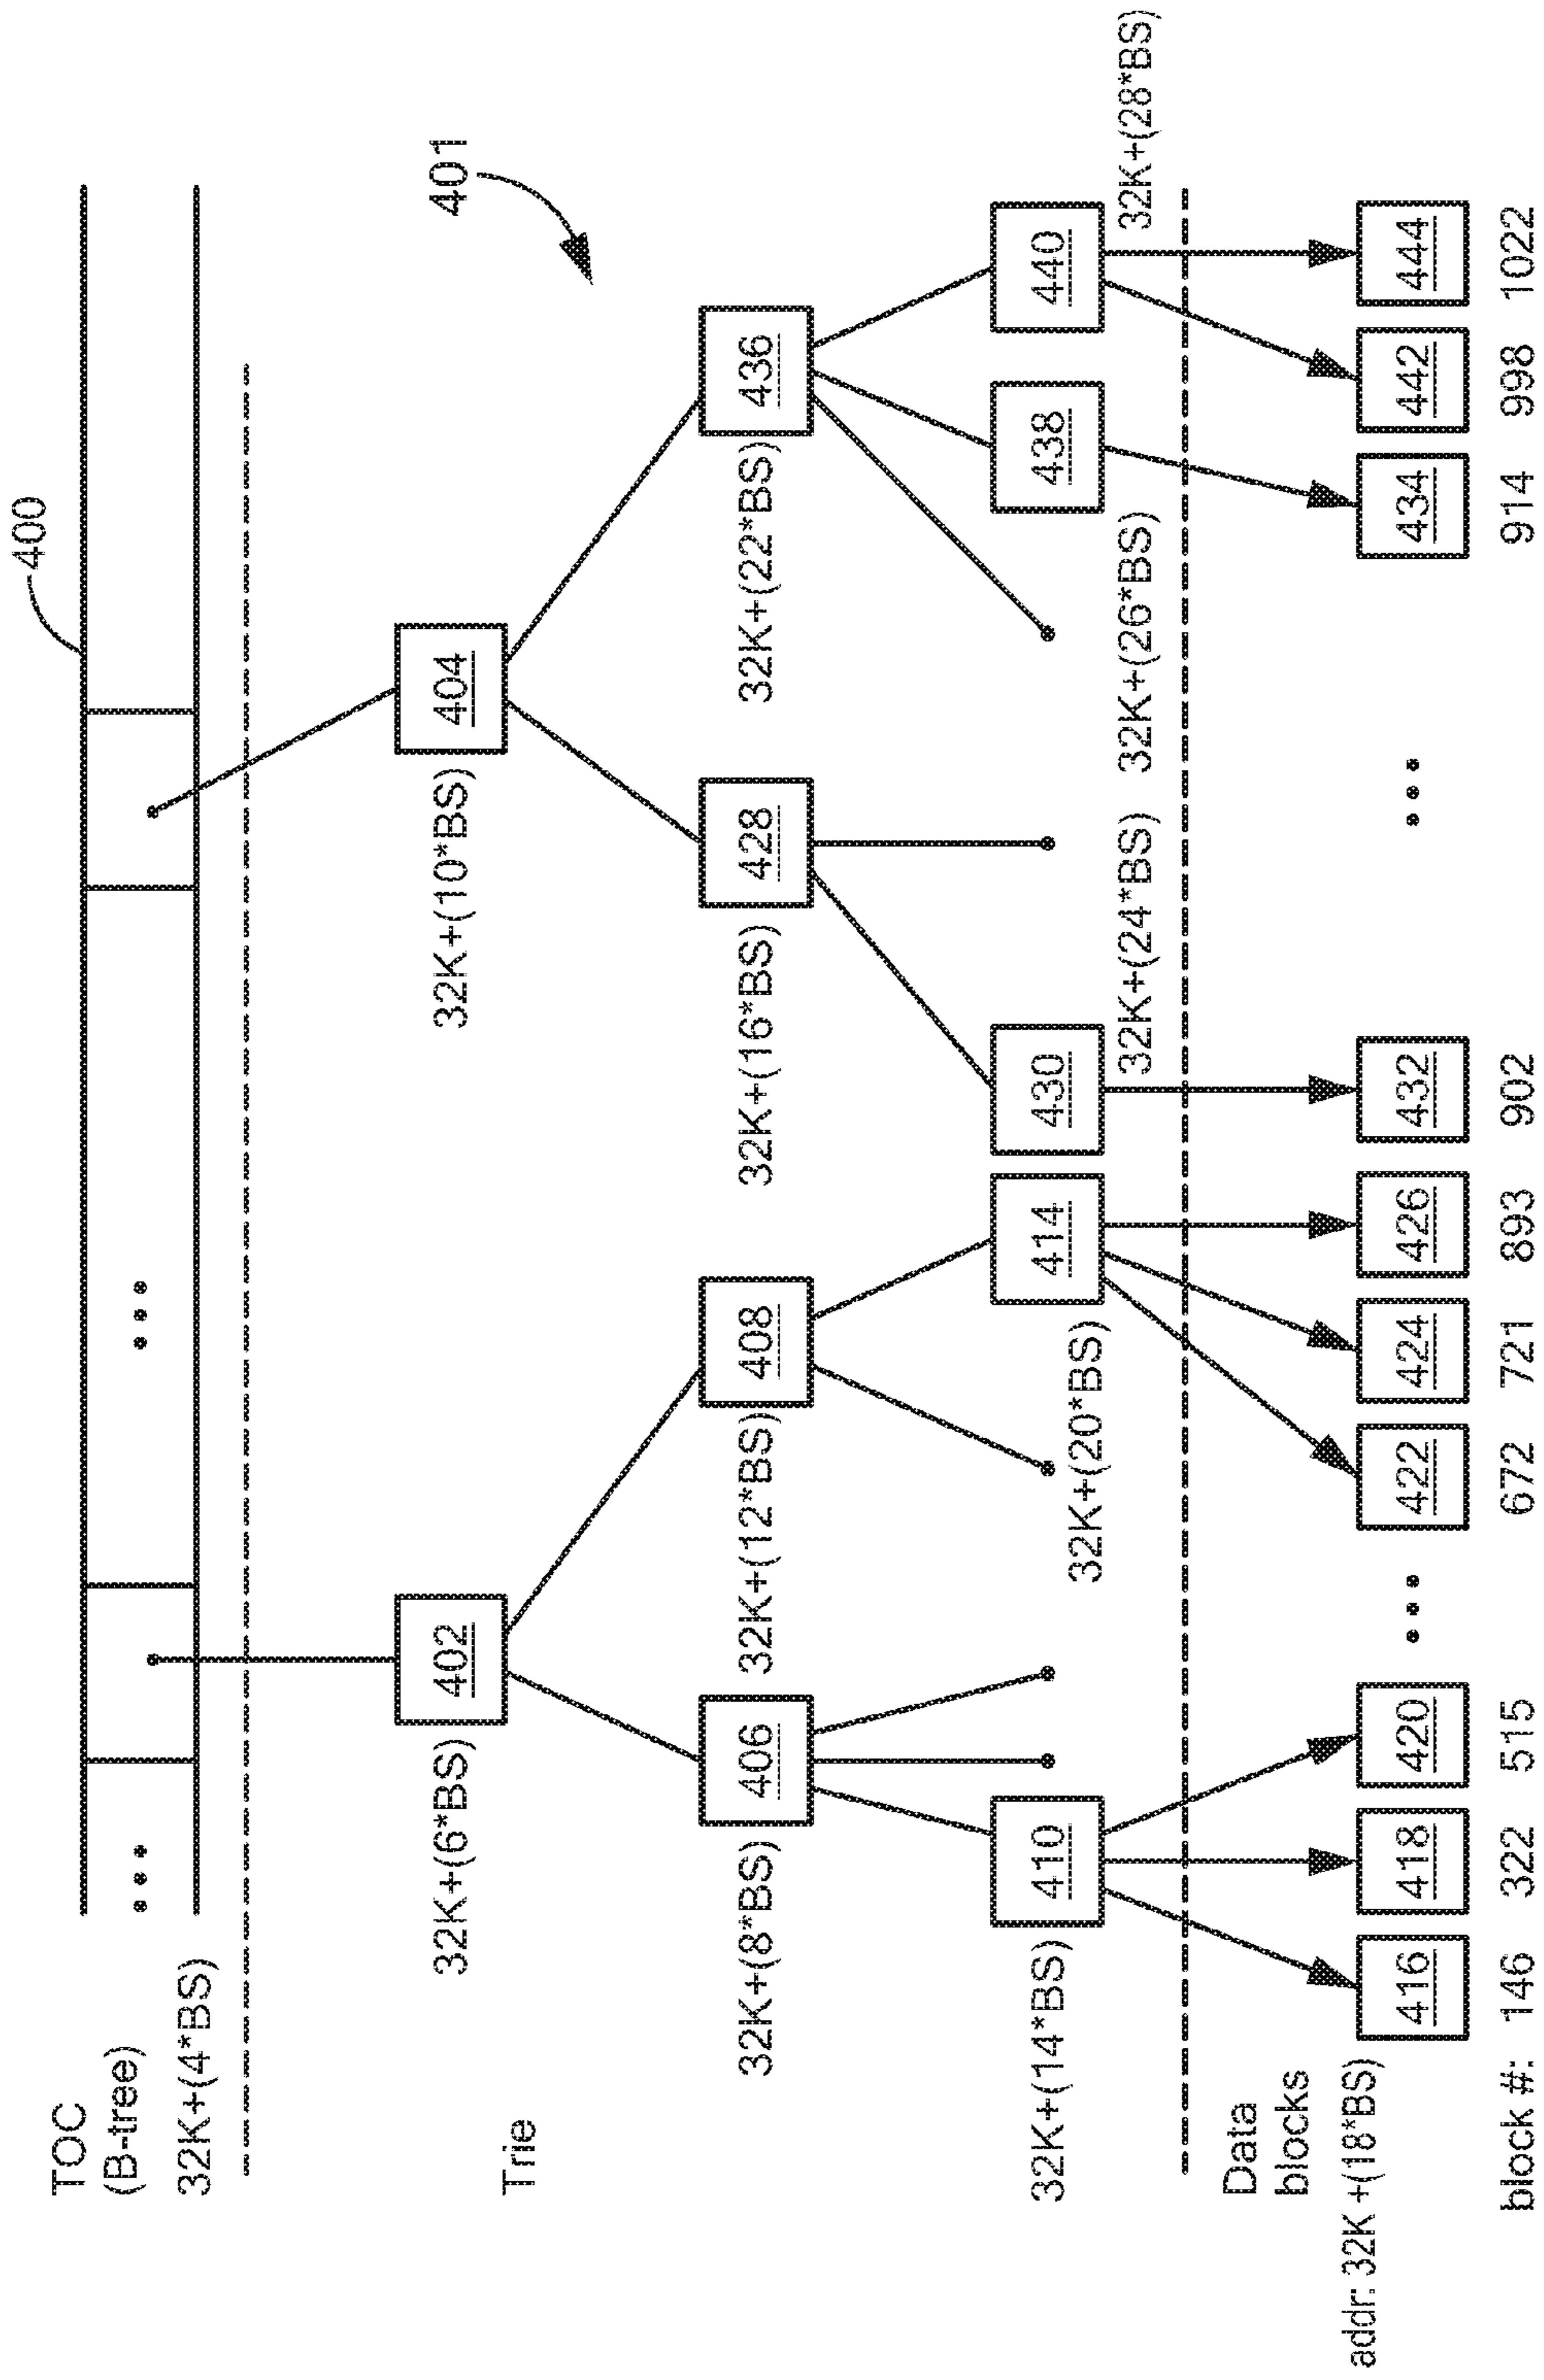 400
TOC
(B-tree)
32K+(4*BS)
... ... 
401
Trie
32K+(6*BS)
402
32K+(10*BS)
404
32K+(8*BS)
406
32K+(12*BS)
408
32K+(16*BS)
428
32K+(22*BS)
436
32K+(14*BS)
410
32K+(20*BS)
414
430
32K+(24*BS)
32K+(26*BS)
438
440
32K+(28*BS)
Data
blocks
addr: 32K +(18*BS)
416 418 420 ... 422 424 426 432 ... 434 442 444
block #: 146 322 515 672 721 893 902 914 998 1022